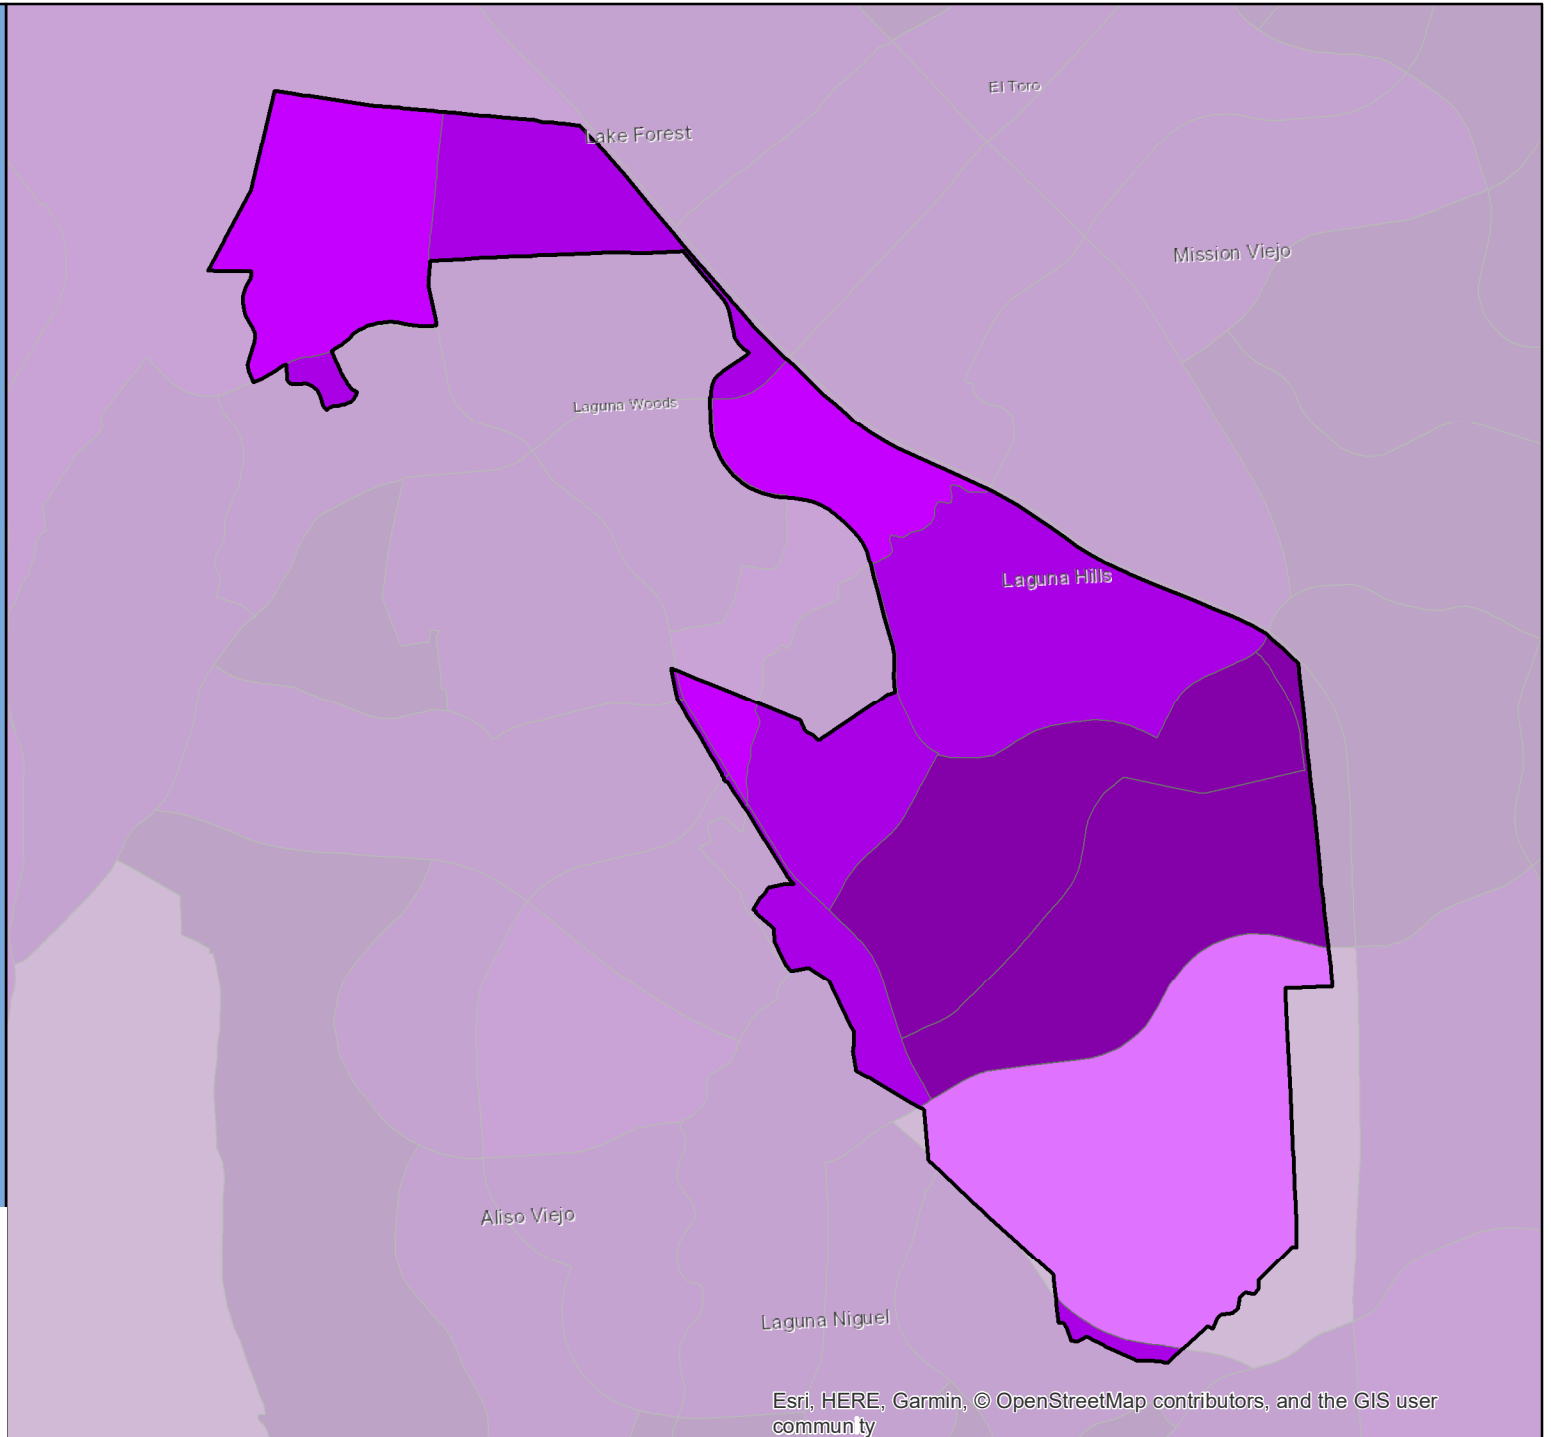 El Toro
Lake Forest
Mission Viejo
Laguna Woods
Laguna Hills
Aliso Viejo
Laguna Niguel
Esri, HERE, Garmin, © OpenStreetMap contributors, and the GIS user
community